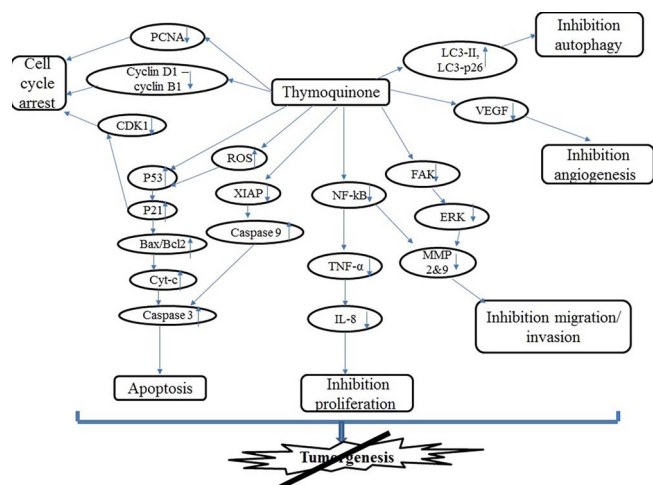 PCNA
Inhibition
autophagy
LC3-II,
LC3-p26
Cell
cycle
arrest
Cyclin D1 –
cyclin B1
Thymoquinone
VEGF
CDK1
Inhibition
angiogenesis
ROS
P53
FAK
XIAP
NF-kB
P21
ERK
Caspase 9
Bax/Bcl2
MMP
2&9
TNF-α
Cyt-c
Caspase 3
IL-8
Inhibition migration/
invasion
Apoptosis
Inhibition
proliferation
Tumorgenesis